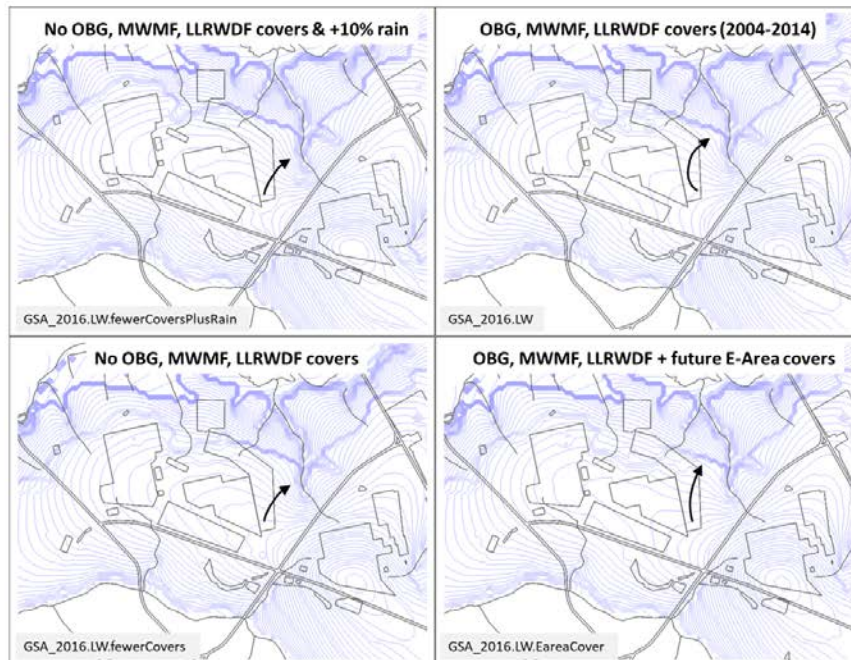 No OBG, MWMF, LLRWDF covers & +10% rain
GSA_2016.LW.fewerCoversPlusRain
OBG, MWMF, LLRWDF covers (2004-2014)
GSA_2016.LW
No OBG, MWMF, LLRWDF covers
GSA_2016.LW.fewerCovers
OBG, MWMF, LLRWDF + future E-Area covers
GSA_2016.LW.EareaCover